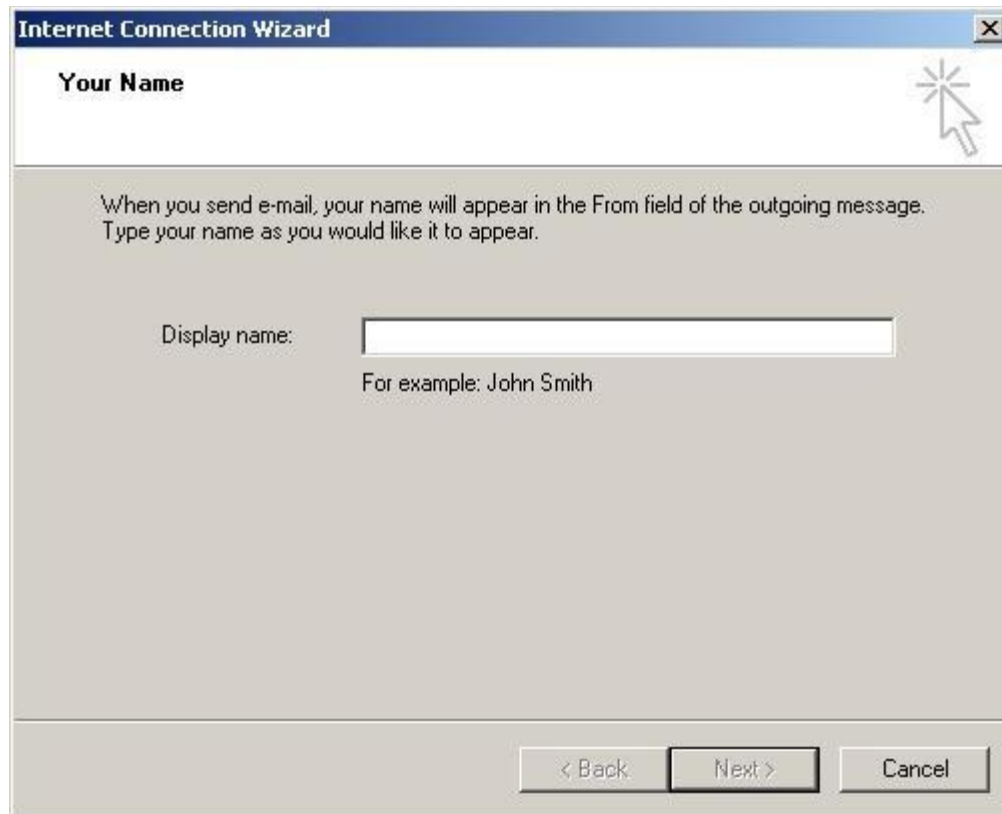 Internet Connection Wizard
Your Name
When you send e-mail, your name will appear in the From field of the outgoing message.
Type your name as you would like it to appear.
Display name:
For example: John Smith
< Back
Next >
Cancel